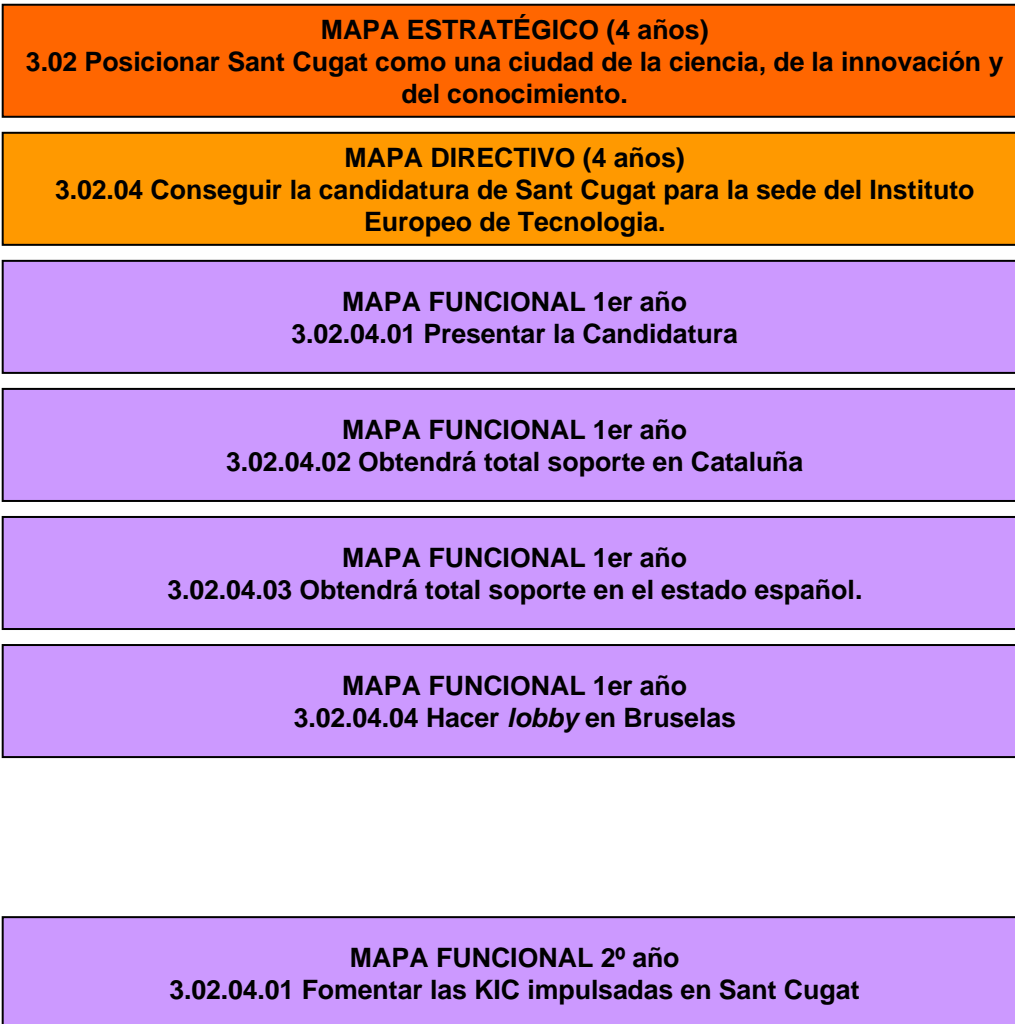 MAPA ESTRATÉGICO (4 años)
3.02 Posicionar Sant Cugat como una ciudad de la ciencia, de la innovación y
del conocimiento.
MAPA DIRECTIVO (4 años)
3.02.04 Conseguir la candidatura de Sant Cugat para la sede del Instituto
Europeo de Tecnologia.
MAPA FUNCIONAL 1er año
3.02.04.01 Presentar la Candidatura
MAPA FUNCIONAL 1er año
3.02.04.02 Obtendrá total soporte en Cataluña
MAPA FUNCIONAL 1er año
3.02.04.03 Obtendrá total soporte en el estado español.
MAPA FUNCIONAL 1er año
3.02.04.04 Hacer lobby en Bruselas
MAPA FUNCIONAL 2º año
3.02.04.01 Fomentar las KIC impulsadas en Sant Cugat